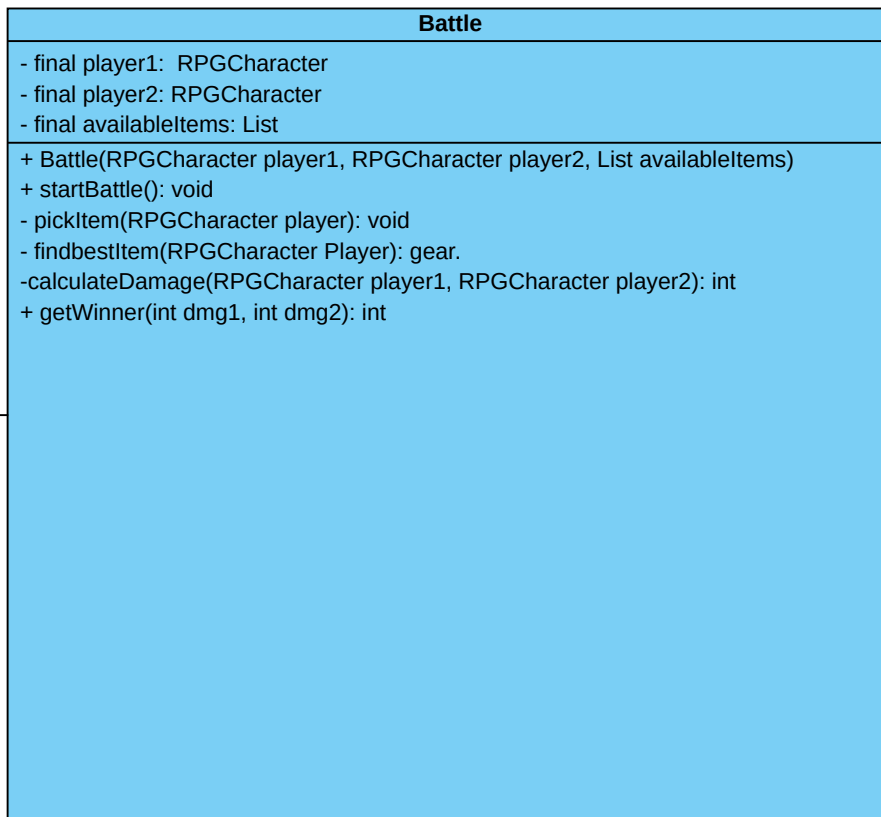 Battle
- final player1:  RPGCharacter
- final player2: RPGCharacter
- final availableItems: List
+ Battle(RPGCharacter player1, RPGCharacter player2, List availableItems)
+ startBattle(): void
- pickItem(RPGCharacter player): void
- findbestItem(RPGCharacter Player): gear.
-calculateDamage(RPGCharacter player1, RPGCharacter player2): int
+ getWinner(int dmg1, int dmg2): int